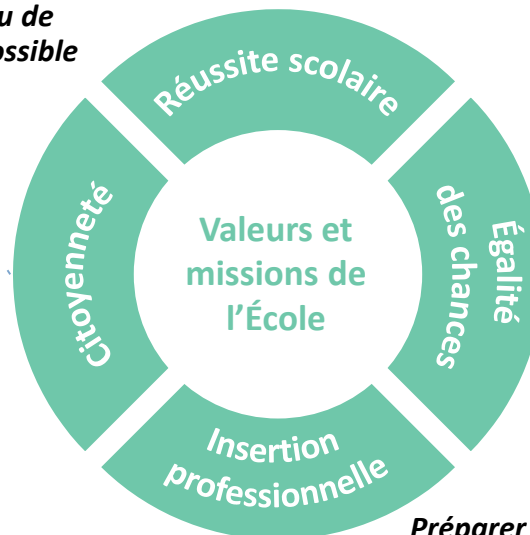 u de
ossible
Réussite scolaire
Égalité
des chances
Valeurs et
missions de
l'École
Citoyenneté
Insertion
professionnelle
Préparer